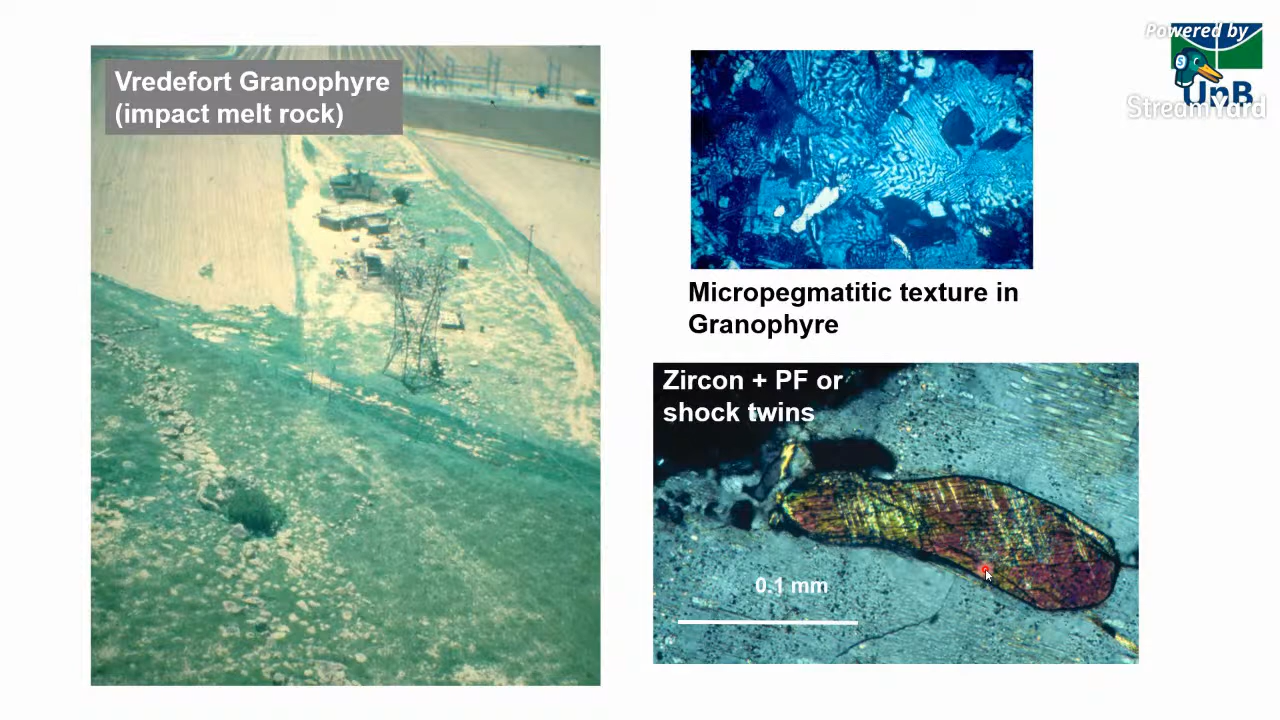 Vredefort Granophyre
(impact melt rock)
Micropegmatitic texture in
Granophyre
Zircon + PF or
shock twins
0.1 mm
Powered by
S
UnB
StreamYard